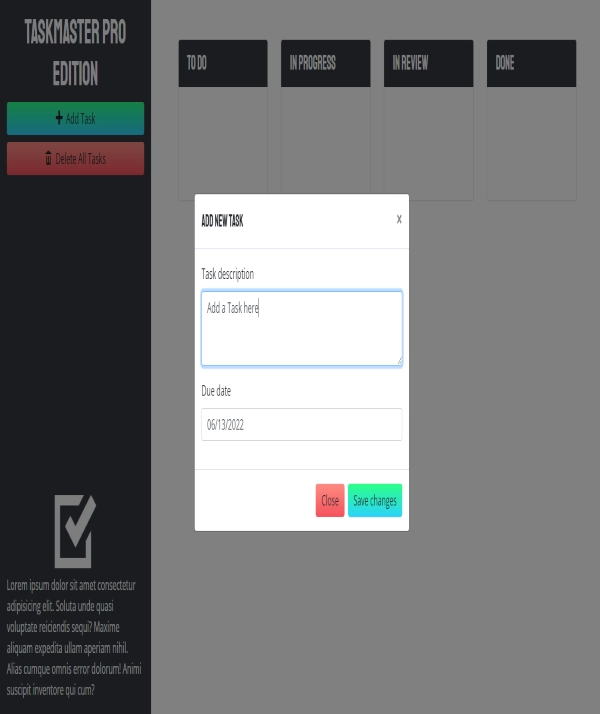 TASKMASTER PRO
EDITION
Add Task
Delete All Tasks
TO DO
IN PROGRESS
IN REVIEW
DONE
ADD NEW TASK
×
Task description
Add a Task here
Due date
06/13/2022
Close
Save changes
Lorem ipsum dolor sit amet consectetur
adipisicing elit. Soluta unde quasi
voluptate reiciendis sequi? Maxime
aliquam expedita ullam aperiam nihil.
Alias cumque omnis error dolorum! Animi
suscipit inventore qui cum?